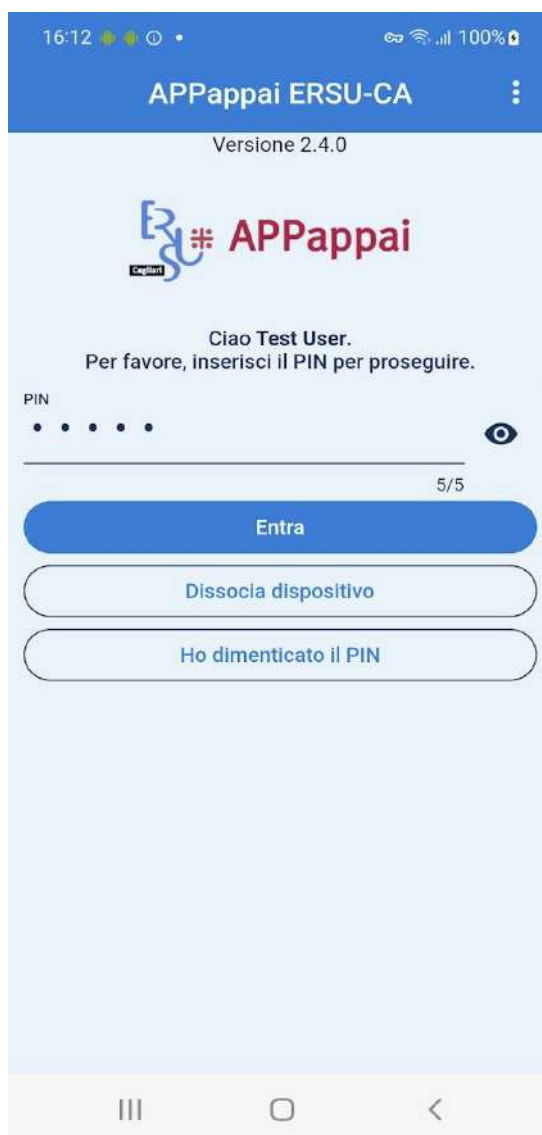 16:12 100%
APPappai ERSU-CA
Versione 2.4.0
ERSU Cagliari APPappai
Ciao Test User.
Per favore, inserisci il PIN per proseguire.
PIN
• • • • •
5/5
Entra
Dissocia dispositivo
Ho dimenticato il PIN